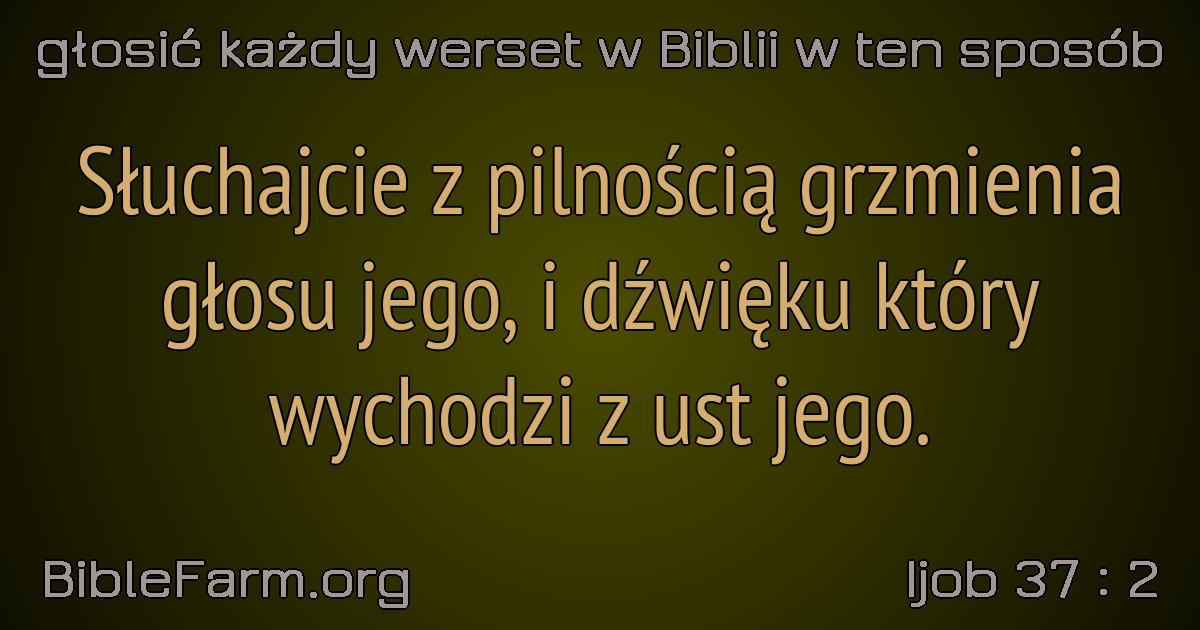 głosić każdy werset w Biblii w ten sposób
Słuchajcie z pilnością grzmienia
głosu jego, i dźwięku który
wychodzi z ust jego.
BibleFarm.org
Ijob 37 : 2